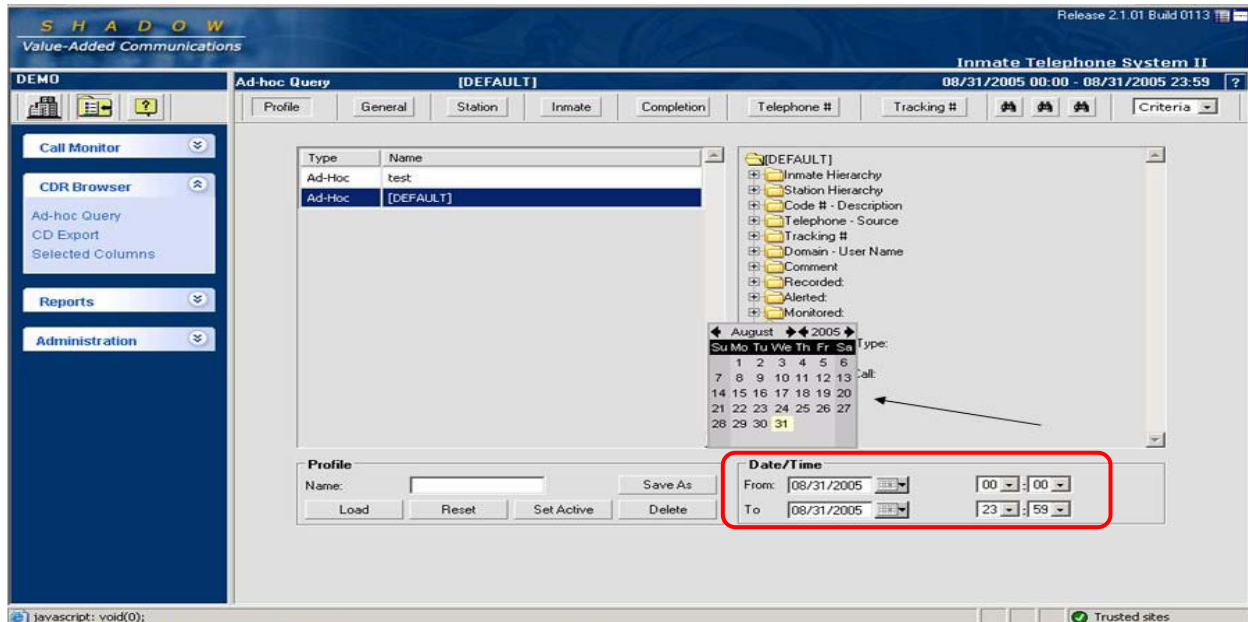 S H A D O W
Value-Added Communications
Release 2.1.01 Build 0113
Inmate Telephone System II
DEMO
Ad-hoc Query [DEFAULT] 08/31/2005 00:00 - 08/31/2005 23:59 ?
Profile General Station Inmate Completion Telephone # Tracking # Criteria
Call Monitor
CDR Browser
Ad-hoc Query
CD Export
Selected Columns
Reports
Administration
Type Name
Ad-Hoc test
Ad-Hoc [DEFAULT]
[DEFAULT]
Inmate Hierarchy
Station Hierarchy
Code # - Description
Telephone - Source
Tracking #
Domain - User Name
Comment
Recorded:
Alerted:
Monitored:
Type:
Call:
August 2005
Su Mo Tu We Th Fr Sa
1 2 3 4 5 6
7 8 9 10 11 12 13
14 15 16 17 18 19 20
21 22 23 24 25 26 27
28 29 30 31
Profile
Name: Save As
Load Reset Set Active Delete
Date/Time
From: 08/31/2005 00 : 00
To 08/31/2005 23 : 59
javascript: void(0);
Trusted sites